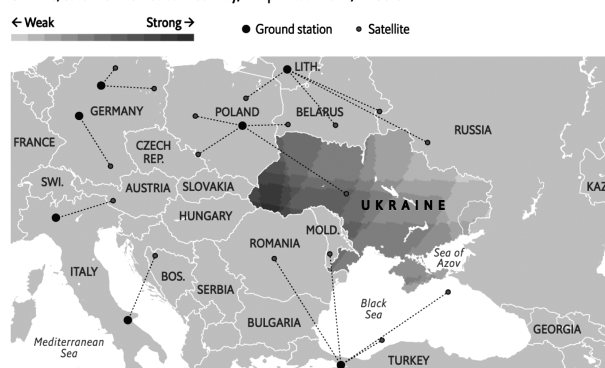 ← Weak
Strong →
Ground station
Satellite
LITH.
GERMANY
POLAND
BELARUS
RUSSIA
FRANCE
CZECH
REP.
SWI.
AUSTRIA
SLOVAKIA
KAZ
UKRAINE
HUNGARY
MOLD.
ROMANIA
Sea of
Azov
ITALY
BOS.
SERBIA
Black
Sea
BULGARIA
GEORGIA
Mediterranean
Sea
TURKEY